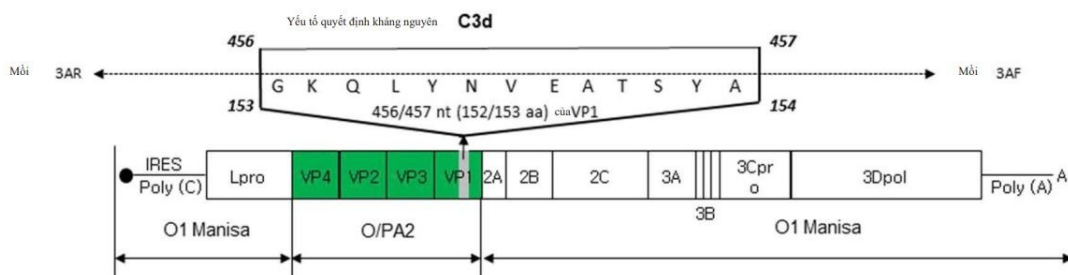 Yếu tố quyết định kháng nguyên C3d
456 457
Mồi 3AR Mồi 3AF
G K Q L Y N V E A T S Y A
153 456/457 nt (152/153 aa) củaVP1 154
IRES
Poly (C) Lpro VP4 VP2 VP3 VP1 2A 2B 2C 3A 3Cpr
o 3Dpol Poly (A) A
3B
O1 Manisa O/PA2 O1 Manisa